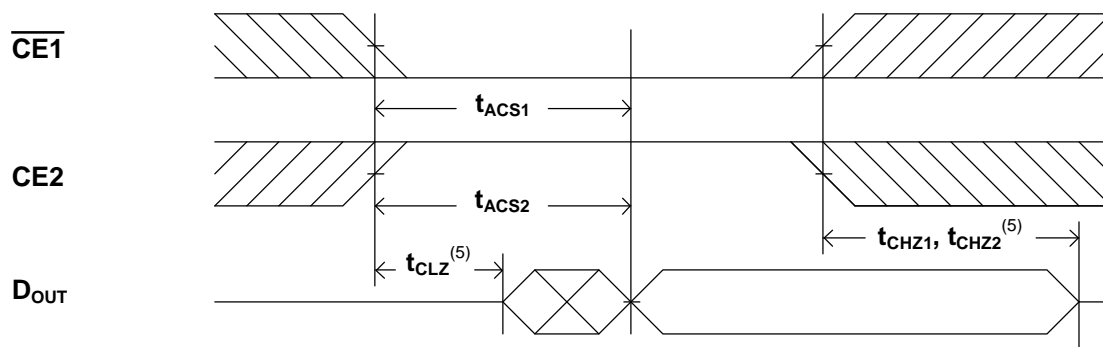 CE1
tACS1
CE2
tACS2
tCHZ1, tCHZ2(5)
tCLZ(5)
DOUT